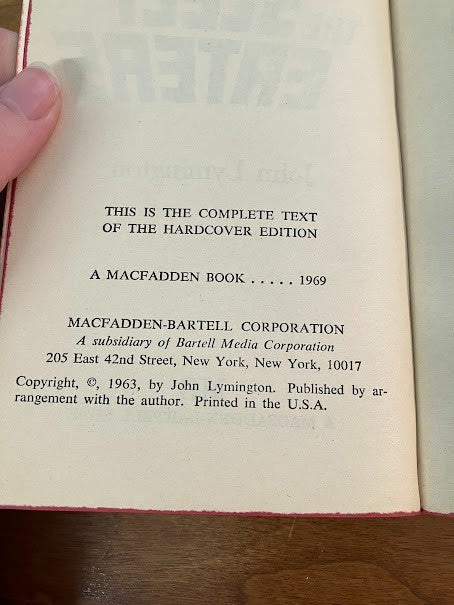 THIS IS THE COMPLETE TEXT
OF THE HARDCOVER EDITION
A MACFADDEN BOOK ..... 1969
MACFADDEN-BARTELL CORPORATION
A subsidiary of Bartell Media Corporation
205 East 42nd Street, New York, New York, 10017
Copyright, ©, 1963, by John Lymington. Published by ar-
rangement with the author. Printed in the U.S.A.